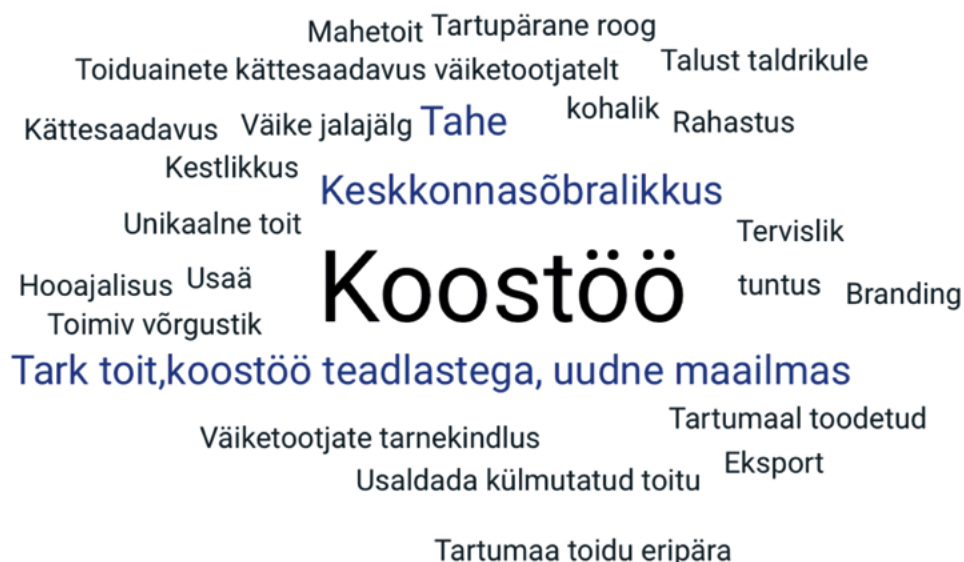 Mahetoit Tartupärane roog
Toiduainete kättesaadavus väiketootjatelt Talust taldrikule
Kättesaadavus Väike jalajälg Tahe kohalik Rahastus
Kestlikkus
Keskkonnasõbralikkus
Unikaalne toit Tervislik
Hooajalisus Usaä Koostöö tuntus Branding
Toimiv võrgustik
Tark toit,koostöö teadlastega, uudne maailmas
Tartumaal toodetud
Väiketootjate tarnekindlus
Eksport
Usaldada külmutatud toitu
Tartumaa toidu eripära